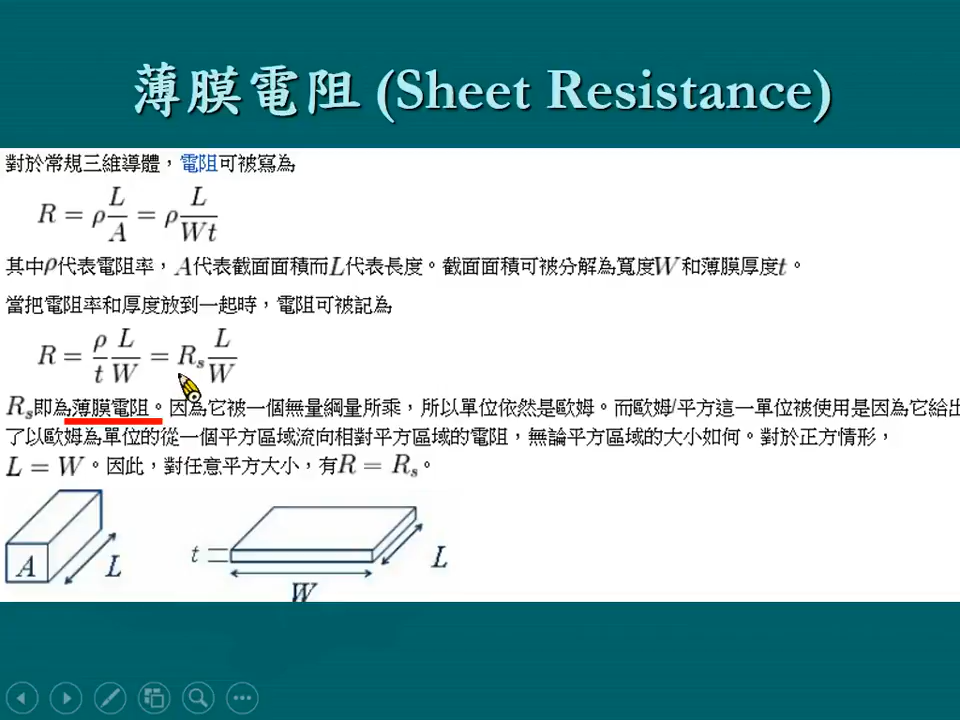 薄膜電阻 (Sheet Resistance)
對於常規三維導體，電阻可被寫為
R = ρ L/A = ρ L/Wt
其中ρ代表電阻率，A代表截面面積而L代表長度。截面面積可被分解為寬度W和薄膜厚度t。
當把電阻率和厚度放到一起時，電阻可被記為
R = ρ/t L/W = Rs L/W
Rs即為薄膜電阻。因為它被一個無量綱量所乘，所以單位依然是歐姆。而歐姆/平方這一單位被使用是因為它給出
了以歐姆為單位的從一個平方區域流向相對平方區域的電阻，無論平方區域的大小如何。對於正方情形，
L = W。因此，對任意平方大小，有R = Rs。
A
L
t
W
L